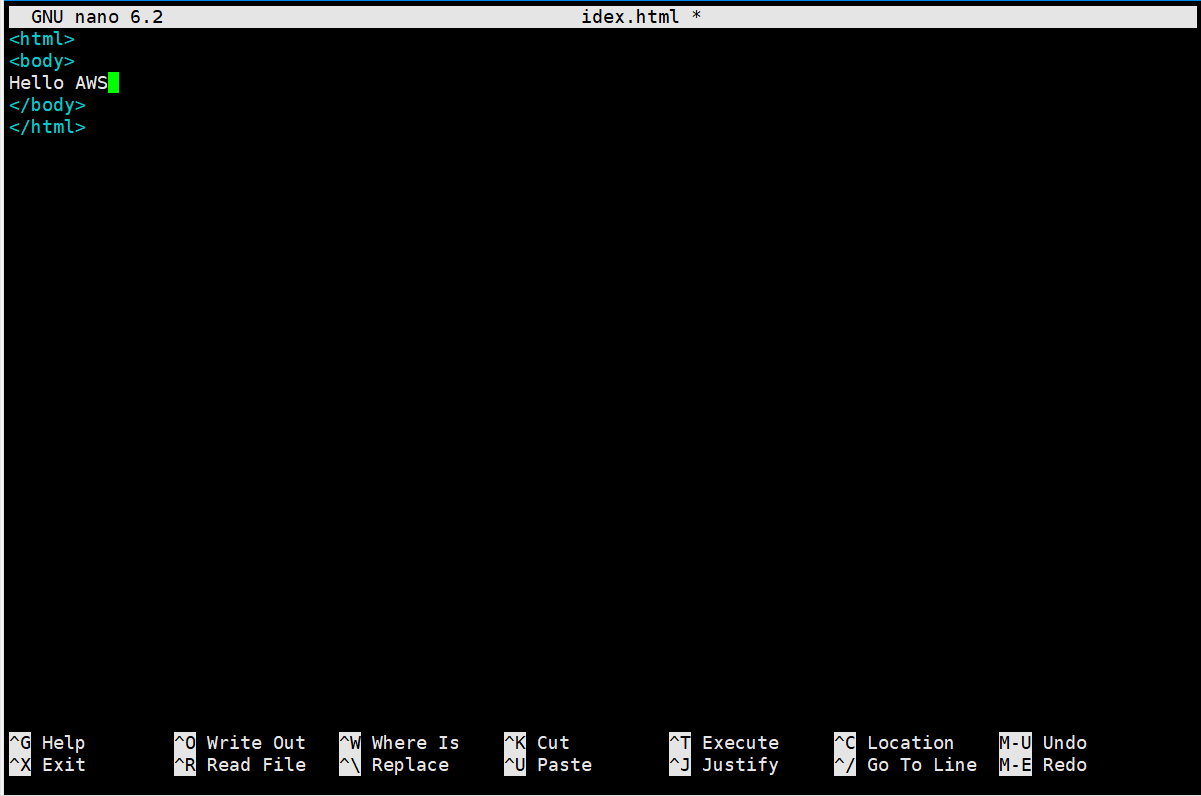 GNU nano 6.2 idex.html *
<html>
<body>
Hello AWS
</body>
</html>
^G Help ^O Write Out ^W Where Is ^K Cut ^T Execute ^C Location M-U Undo
^X Exit ^R Read File ^\ Replace ^U Paste ^J Justify ^/ Go To Line M-E Redo